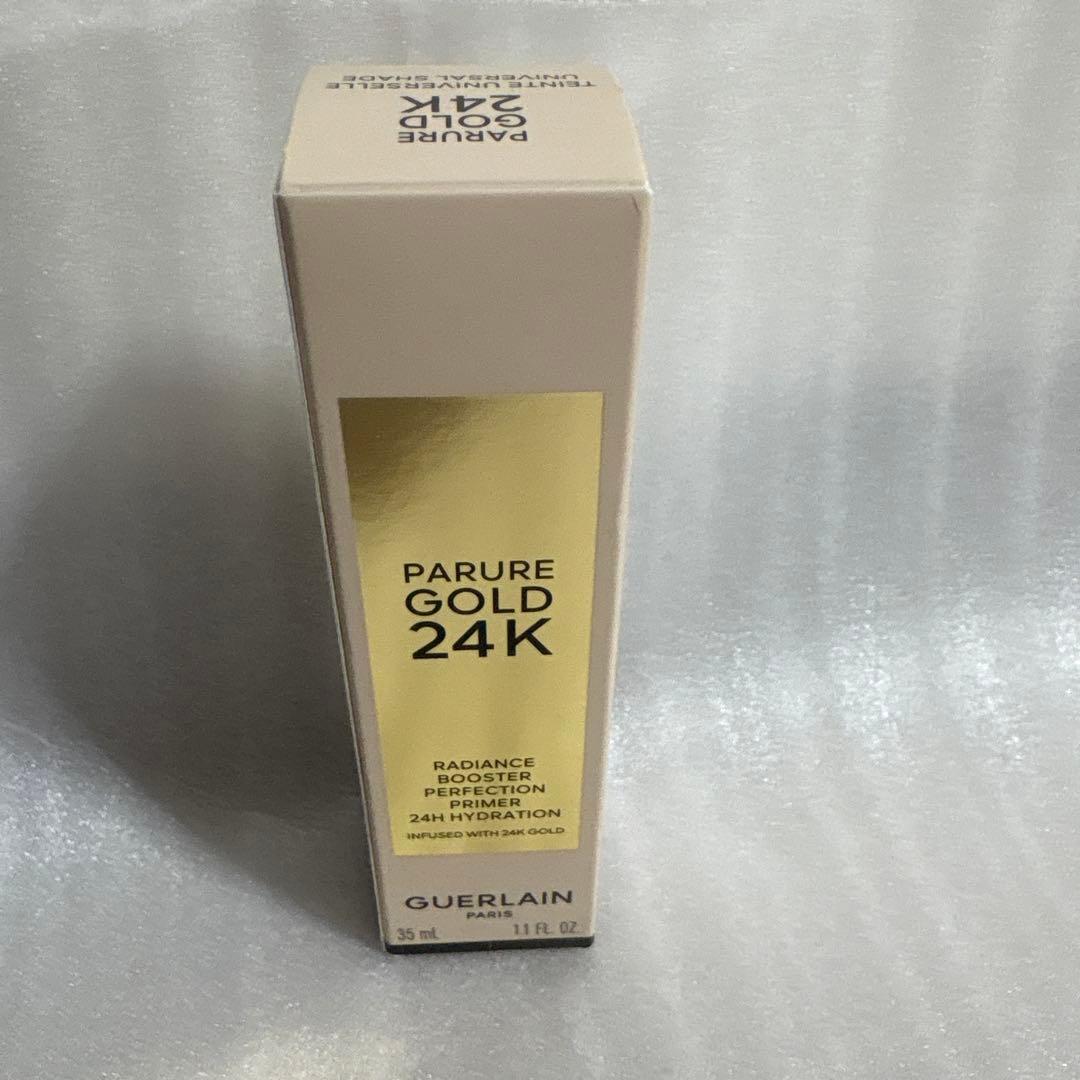 TEINTE UNIVERSELLE
UNIVERSAL SHADE
PARURE
GOLD
24K
PARURE
GOLD
24K
RADIANCE
BOOSTER
PERFECTION
PRIMER
24H HYDRATION
INFUSED WITH 24K GOLD
GUERLAIN
PARIS
35 mL 1.1 FL. OZ.